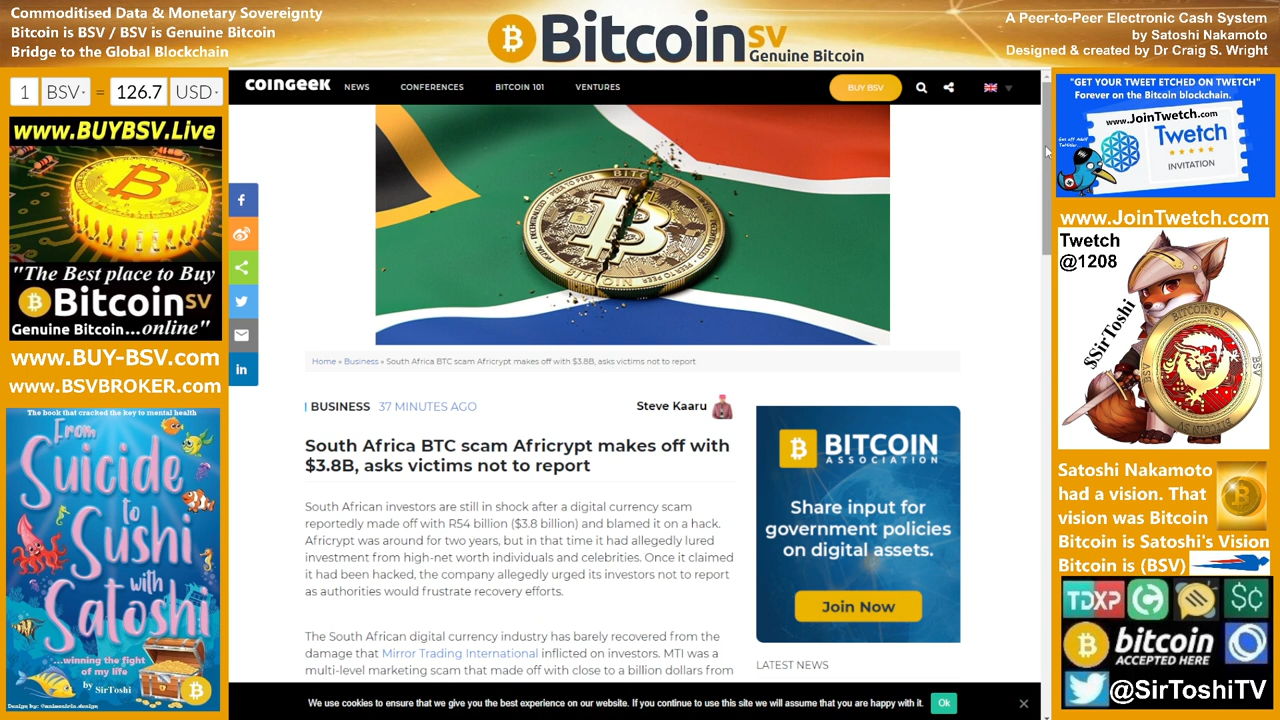 Commoditised Data & Monetary Sovereignty
Bitcoin is BSV / BSV is Genuine Bitcoin
Bridge to the Global Blockchain
Bitcoin SV
Genuine Bitcoin
A Peer-to-Peer Electronic Cash System
by Satoshi Nakamoto
Designed & created by Dr Craig S. Wright
1 BSV = 126.7 USD
www.BUYBSV.Live
"The Best place to Buy
Bitcoin SV
Genuine Bitcoin...online"
www.BUY-BSV.com
www.BSVBROKER.com
The book that cracked the key to mental health
From
Suicide
to
Sushi
with
Satoshi
...winning the fight
of my life
by SirToshi
COINGEEK NEWS CONFERENCES BITCOIN 101 VENTURES BUY BSV
BITCOIN
Home » Business » South Africa BTC scam Africrypt makes off with $3.8B, asks victims not to report
BUSINESS 37 MINUTES AGO Steve Kaaru
South Africa BTC scam Africrypt makes off with
$3.8B, asks victims not to report
South African investors are still in shock after a digital currency scam
reportedly made off with R54 billion ($3.8 billion) and blamed it on a hack.
Africrypt was around for two years, but in that time it had allegedly lured
investment from high-net worth individuals and celebrities. Once it claimed
it had been hacked, the company allegedly urged its investors not to report
as authorities would frustrate recovery efforts.
The South African digital currency industry has barely recovered from the
damage that Mirror Trading International inflicted on investors. MTI was a
multi-level marketing scam that made off with close to a billion dollars from
BITCOIN
ASSOCIATION
Share input for
government policies
on digital assets.
Join Now
LATEST NEWS
We use cookies to ensure that we give you the best experience on our website. If you continue to use this site we will assume that you are happy with it. Ok
"GET YOUR TWEET ETCHED ON TWETCH"
Forever on the Bitcoin blockchain.
www.JoinTwetch.com
Twetch
INVITATION
www.JoinTwetch.com
Twetch
@1208
$SirToshi
BITCOIN SV
BSV
BSV
Satoshi Nakamoto
had a vision. That
vision was Bitcoin
Bitcoin is Satoshi's Vision
Bitcoin is (BSV)
TDXP
bitcoin
ACCEPTED HERE
@SirToshiTV